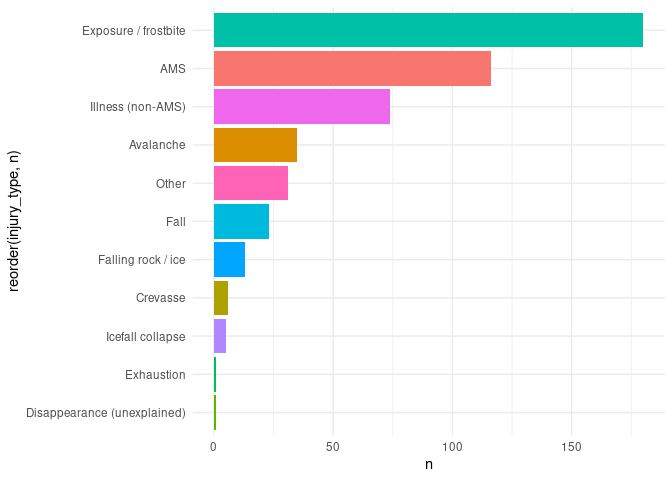 Exposure / frostbite
AMS
Illness (non-AMS)
Avalanche
Other
Fall
Falling rock / ice
Crevasse
Icefall collapse
Exhaustion
Disappearance (unexplained)
reorder(injury_type, n)
0 50 100 150
n